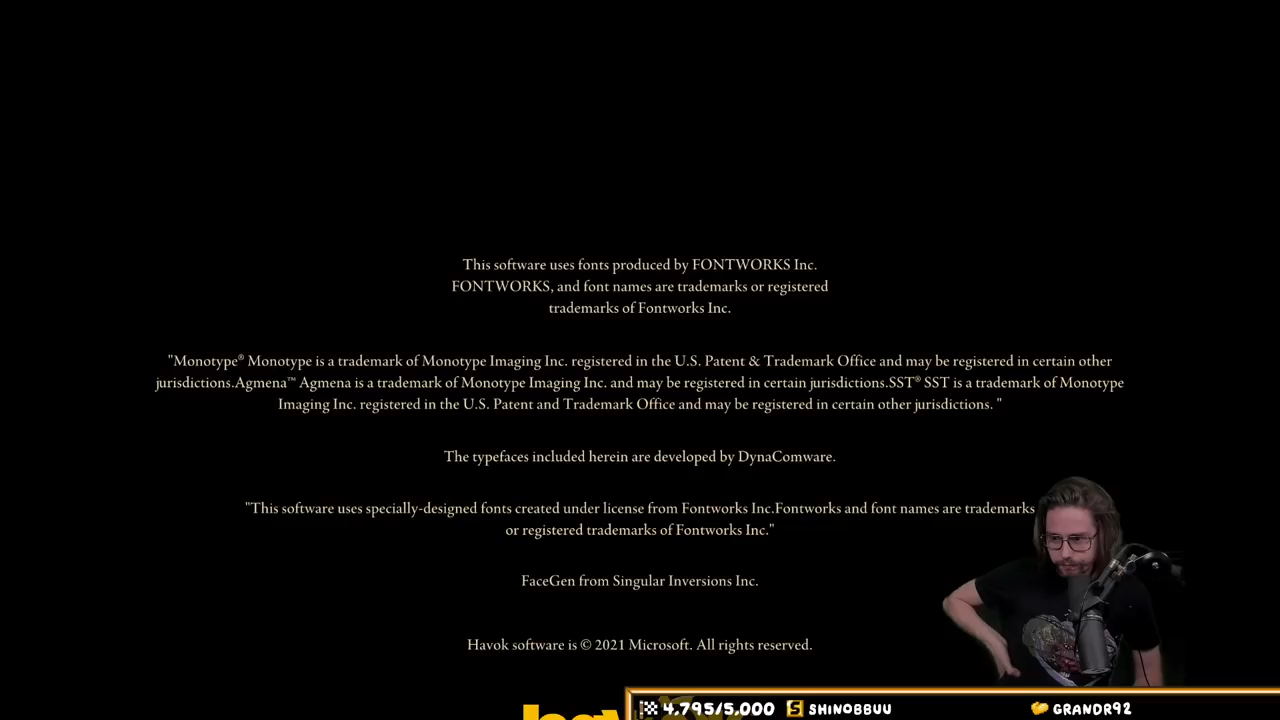 This software uses fonts produced by FONTWORKS Inc.
FONTWORKS, and font names are trademarks or registered
trademarks of Fontworks Inc.
"Monotype® Monotype is a trademark of Monotype Imaging Inc. registered in the U.S. Patent & Trademark Office and may be registered in certain other
jurisdictions.Agmena™ Agmena is a trademark of Monotype Imaging Inc. and may be registered in certain jurisdictions.SST® SST is a trademark of Monotype
Imaging Inc. registered in the U.S. Patent and Trademark Office and may be registered in certain other jurisdictions. "
The typefaces included herein are developed by DynaComware.
"This software uses specially-designed fonts created under license from Fontworks Inc.Fontworks and font names are trademarks
or registered trademarks of Fontworks Inc."
FaceGen from Singular Inversions Inc.
Havok software is © 2021 Microsoft. All rights reserved.
4,795/5,000 S SHINOBBUU GRANDR92